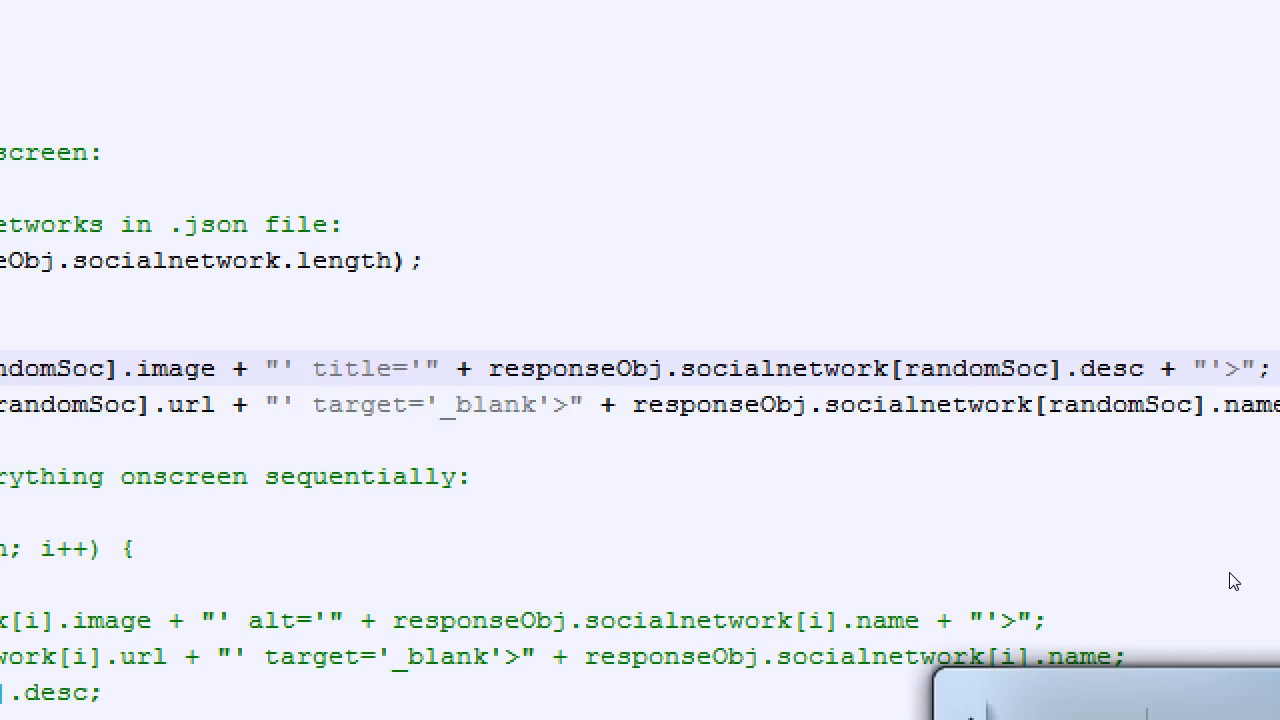 screen:
etworks in .json file:
eObj.socialnetwork.length);
ndomSoc].image + "' title='" + responseObj.socialnetwork[randomSoc].desc + "'>";
randomSoc].url + "' target='_blank'>" + responseObj.socialnetwork[randomSoc].name
rything onscreen sequentially:
; i++) {
k[i].image + "' alt='" + responseObj.socialnetwork[i].name + "'>";
work[i].url + "' target='_blank'>" + responseObj.socialnetwork[i].name;
].desc;